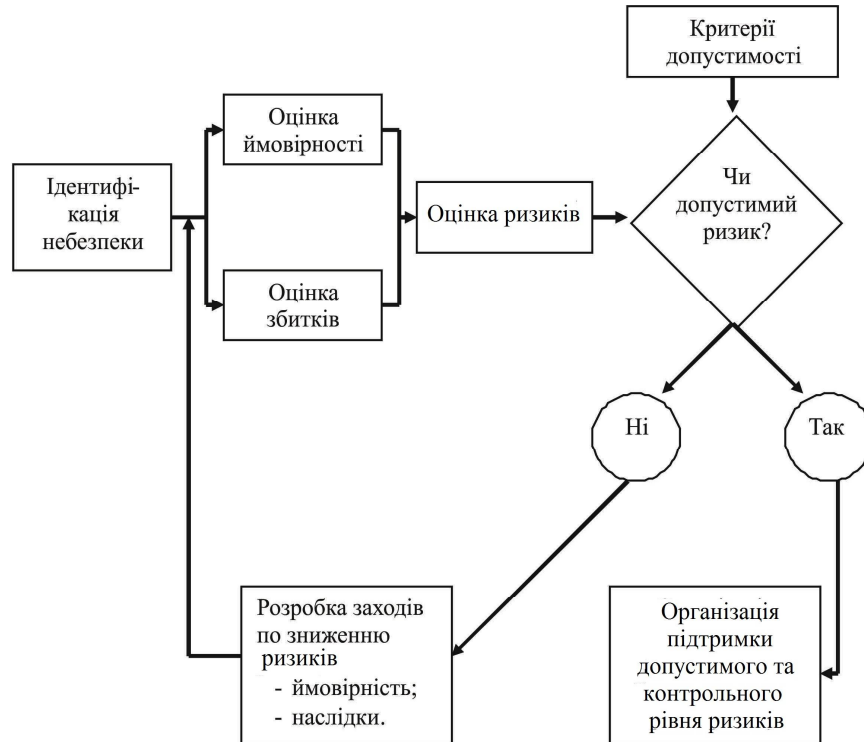 Критерії
допустимості
Оцінка
ймовірності
Ідентифі-
кація
небезпеки
Оцінка ризиків
Чи
допустимий
ризик?
Оцінка
збитків
Ні
Так
Розробка заходів
по зниженню
ризиків
- ймовірність;
- наслідки.
Організація
підтримки
допустимого та
контрольного
рівня ризиків